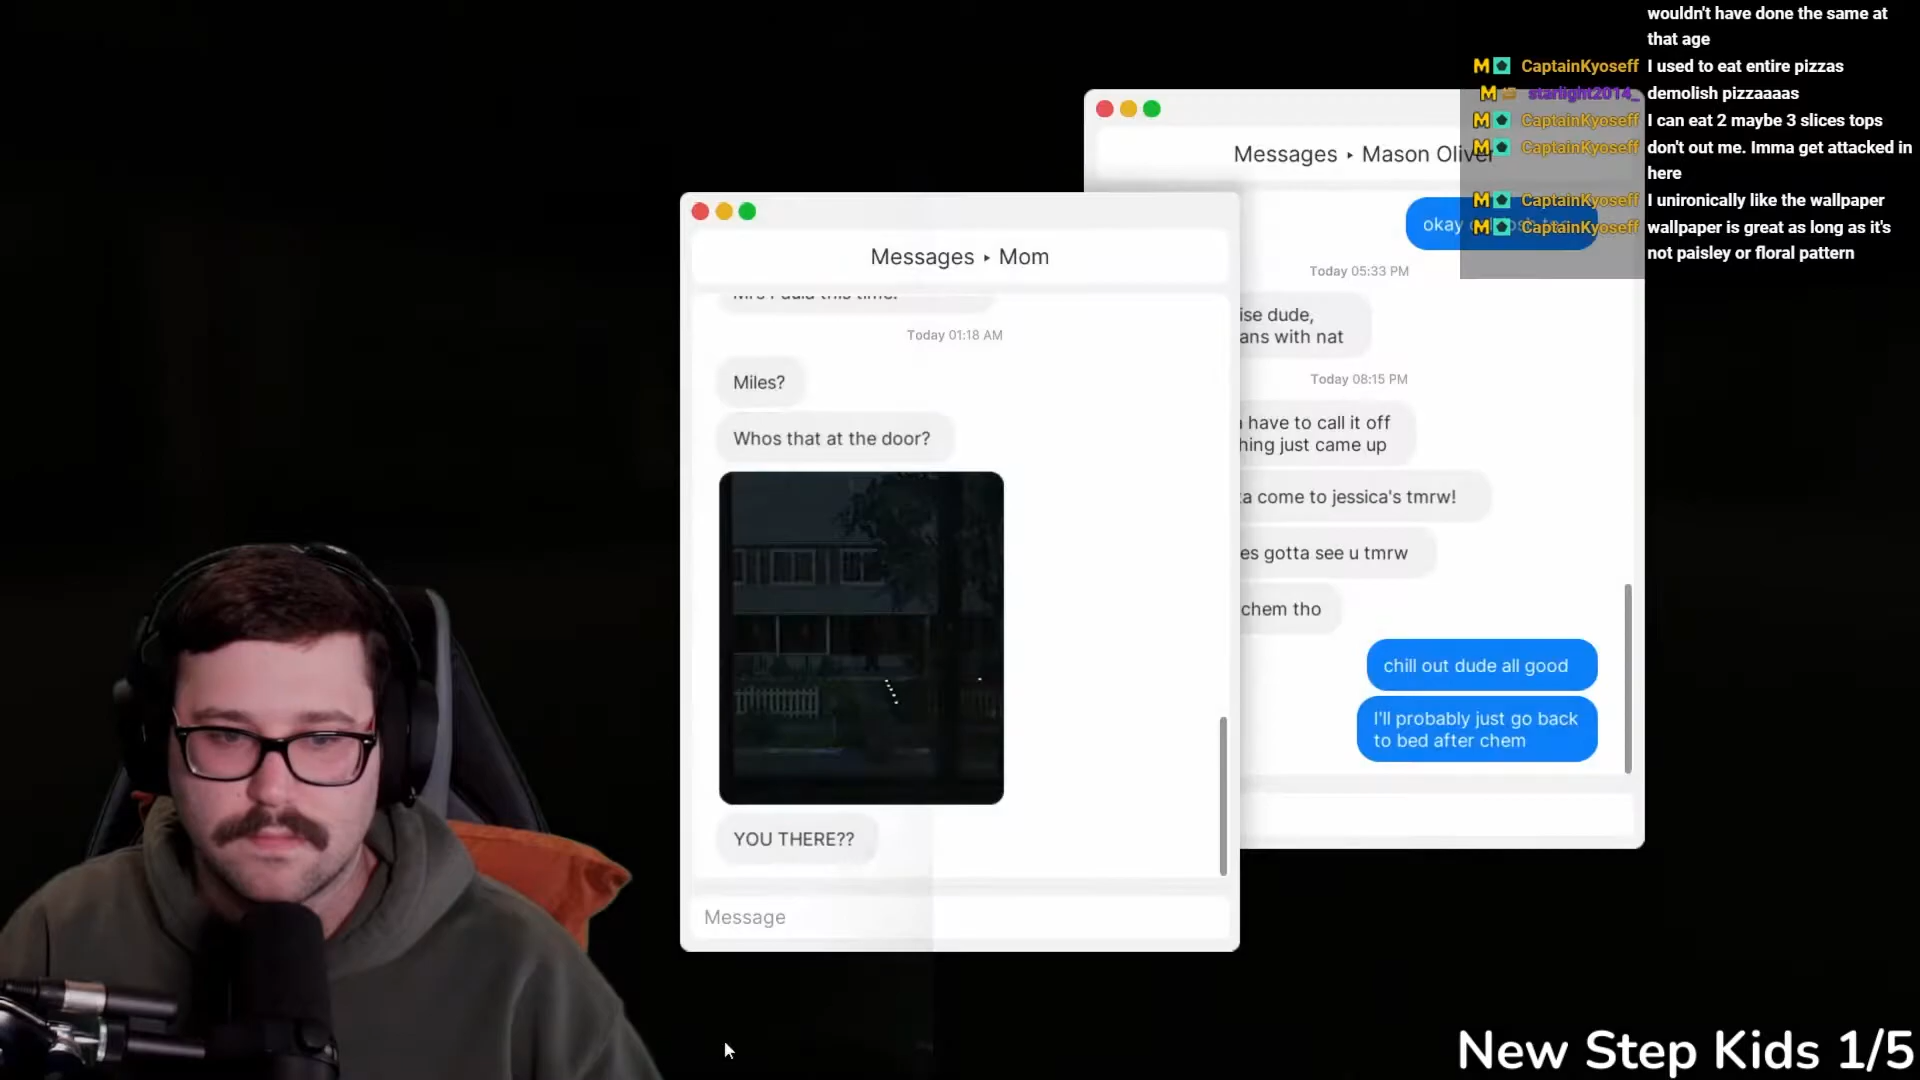 wouldn't have done the same at
that age
CaptainKyoseff I used to eat entire pizzas
starlight2014_ demolish pizzaaaas
CaptainKyoseff I can eat 2 maybe 3 slices tops
CaptainKyoseff don't out me. Imma get attacked in
here
CaptainKyoseff I unironically like the wallpaper
CaptainKyoseff wallpaper is great as long as it's
not paisley or floral pattern
Messages ▸ Mason Oliver
okay
Today 05:33 PM
ise dude,
ans with nat
Today 08:15 PM
have to call it off
hing just came up
ta come to jessica's tmrw!
es gotta see u tmrw
chem tho
chill out dude all good
I'll probably just go back
to bed after chem
Messages ▸ Mom
this time!
Today 01:18 AM
Miles?
Whos that at the door?
YOU THERE??
Message
New Step Kids 1/5